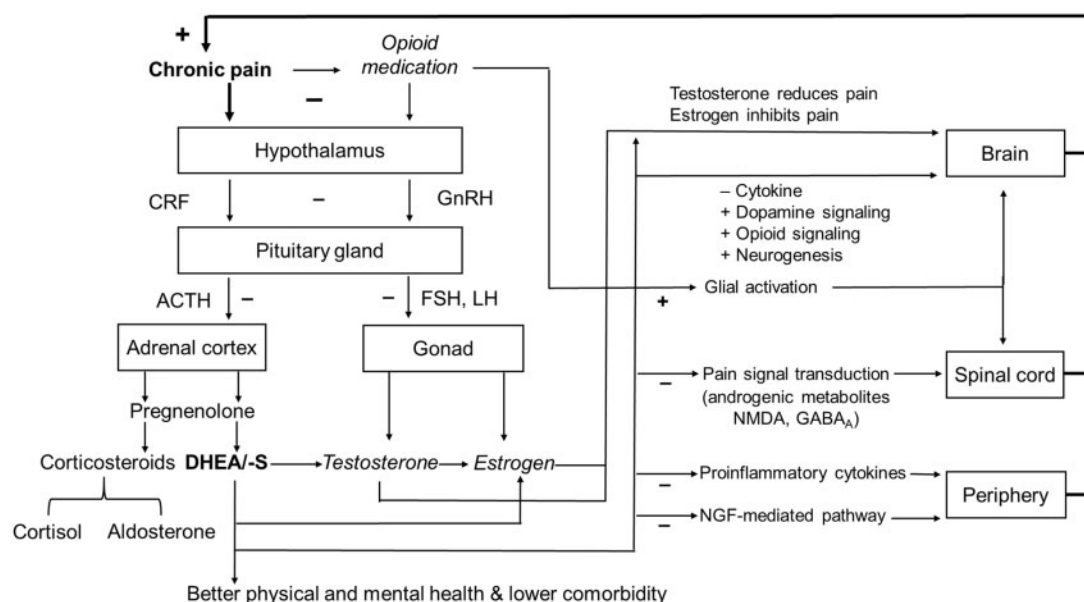 +
Opioid
medication
Chronic pain
–
Testosterone reduces pain
Estrogen inhibits pain
Hypothalamus
Brain
CRF
–
GnRH
– Cytokine
+ Dopamine signaling
+ Opioid signaling
+ Neurogenesis
Pituitary gland
ACTH
–
–
FSH, LH
+
Glial activation
Adrenal cortex
Gonad
–
Pain signal transduction
(androgenic metabolites
NMDA, GABAA)
Spinal cord
Pregnenolone
Corticosteroids
DHEA/-S
Testosterone
Estrogen
–
Proinflammatory cytokines
Periphery
–
NGF-mediated pathway
Cortisol
Aldosterone
Better physical and mental health & lower comorbidity